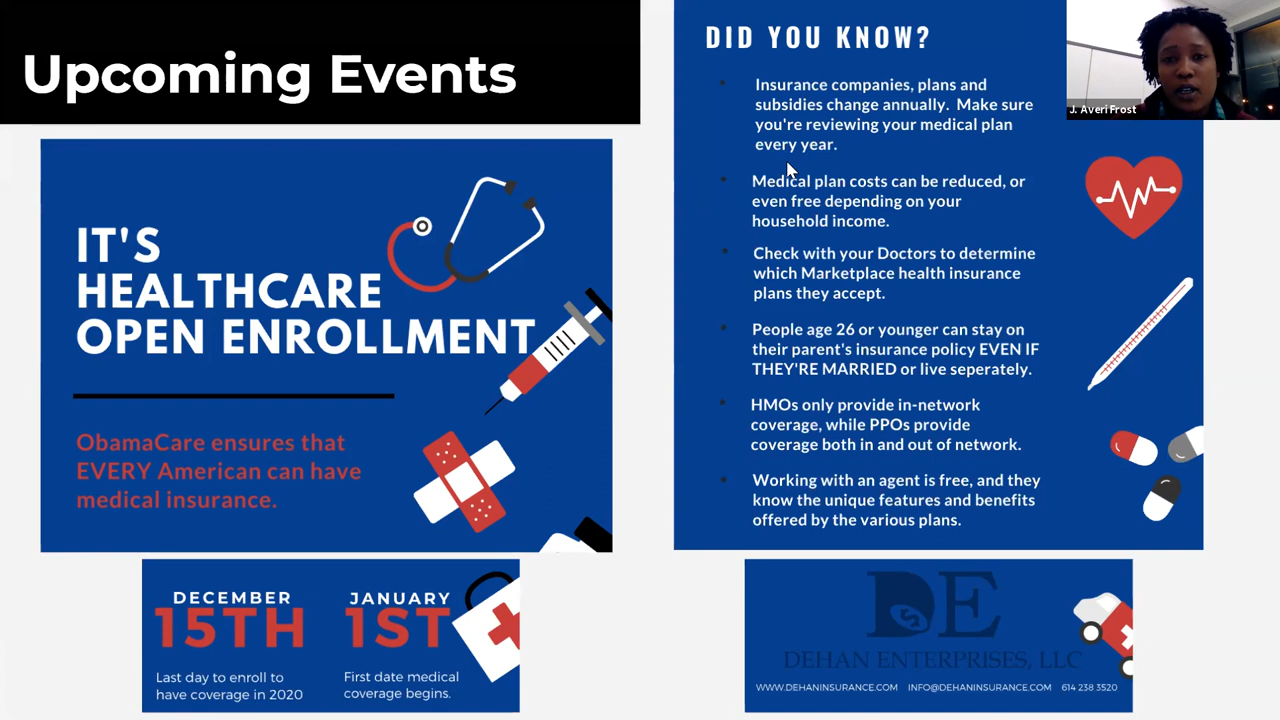 Upcoming Events
IT'S
HEALTHCARE
OPEN ENROLLMENT
ObamaCare ensures that
EVERY American can have
medical insurance.
DECEMBER
15TH
Last day to enroll to
have coverage in 2020
JANUARY
1ST
First date medical
coverage begins.
DID YOU KNOW?
Insurance companies, plans and
subsidies change annually. Make sure
you're reviewing your medical plan
every year.
Medical plan costs can be reduced, or
even free depending on your
household income.
Check with your Doctors to determine
which Marketplace health insurance
plans they accept.
People age 26 or younger can stay on
their parent's insurance policy EVEN IF
THEY'RE MARRIED or live seperately.
HMOs only provide in-network
coverage, while PPOs provide
coverage both in and out of network.
Working with an agent is free, and they
know the unique features and benefits
offered by the various plans.
DE
DEHAN ENTERPRISES, LLC
WWW.DEHANINSURANCE.COM INFO@DEHANINSURANCE.COM 614 238 3520
J. Averi Frost